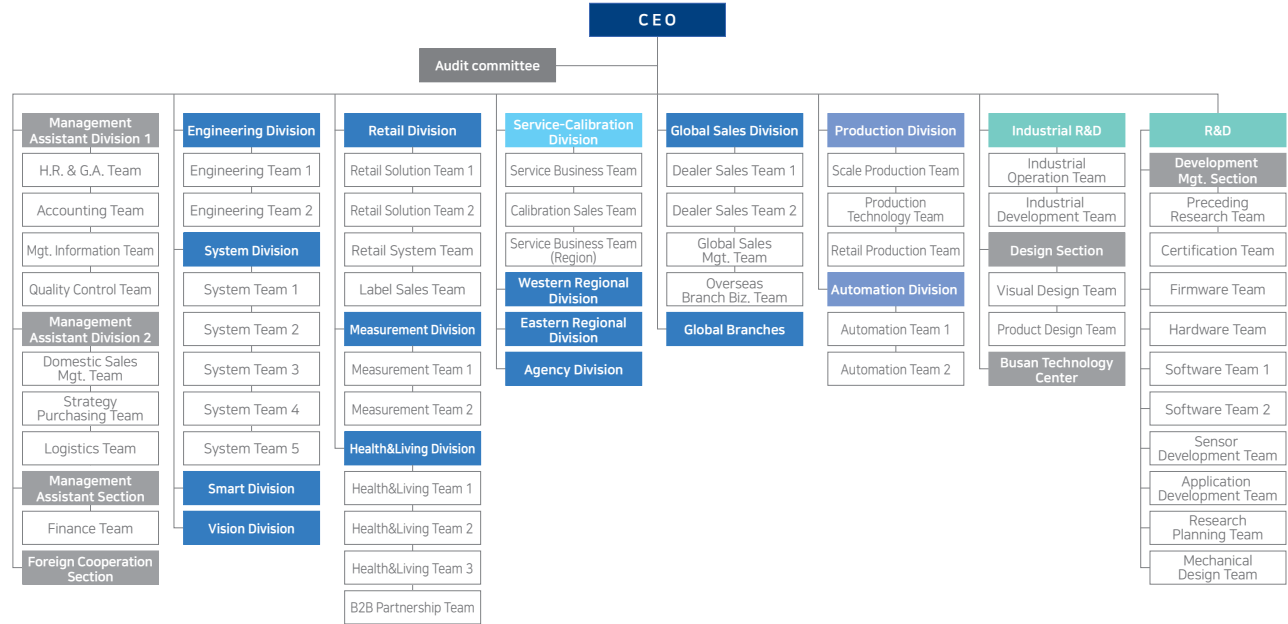 CEO
Audit committee
Management
Assistant Division 1
H.R. & G.A. Team
Accounting Team
Mgt. Information Team
Quality Control Team
Management
Assistant Division 2
Domestic Sales
Mgt. Team
Strategy
Purchasing Team
Logistics Team
Management
Assistant Section
Finance Team
Foreign Cooperation
Section
Engineering Division
Engineering Team 1
Engineering Team 2
System Division
System Team 1
System Team 2
System Team 3
System Team 4
System Team 5
Smart Division
Vision Division
Retail Division
Retail Solution Team 1
Retail Solution Team 2
Retail System Team
Label Sales Team
Measurement Division
Measurement Team 1
Measurement Team 2
Health&Living Division
Health&Living Team 1
Health&Living Team 2
Health&Living Team 3
B2B Partnership Team
Service-Calibration
Division
Service Business Team
Calibration Sales Team
Service Business Team
(Region)
Western Regional
Division
Eastern Regional
Division
Agency Division
Global Sales Division
Dealer Sales Team 1
Dealer Sales Team 2
Global Sales
Mgt. Team
Overseas
Branch Biz. Team
Global Branches
Production Division
Scale Production Team
Production
Technology Team
Retail Production Team
Automation Division
Automation Team 1
Automation Team 2
Industrial R&D
Industrial
Operation Team
Industrial
Development Team
Design Section
Visual Design Team
Product Design Team
Busan Technology
Center
R&D
Development
Mgt. Section
Preceding
Research Team
Certification Team
Firmware Team
Hardware Team
Software Team 1
Software Team 2
Sensor
Development Team
Application
Development Team
Research
Planning Team
Mechanical
Design Team